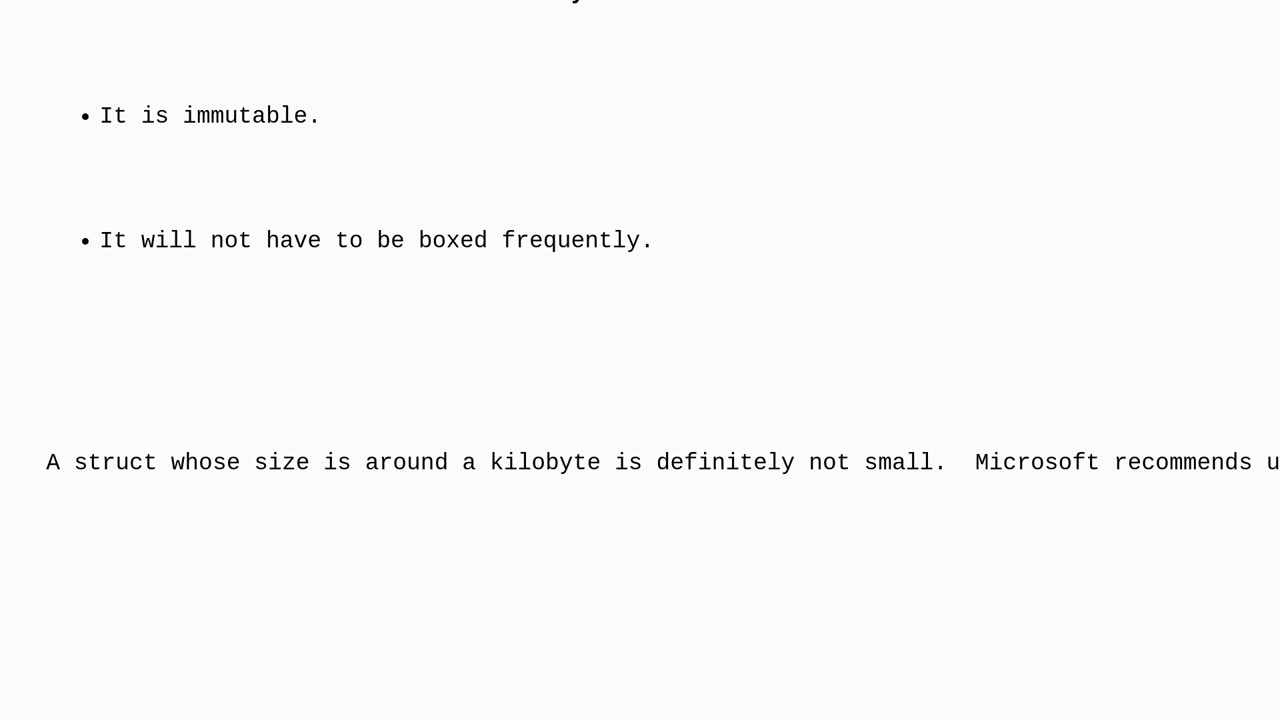 • It is immutable.
• It will not have to be boxed frequently.
A struct whose size is around a kilobyte is definitely not small.  Microsoft recommends